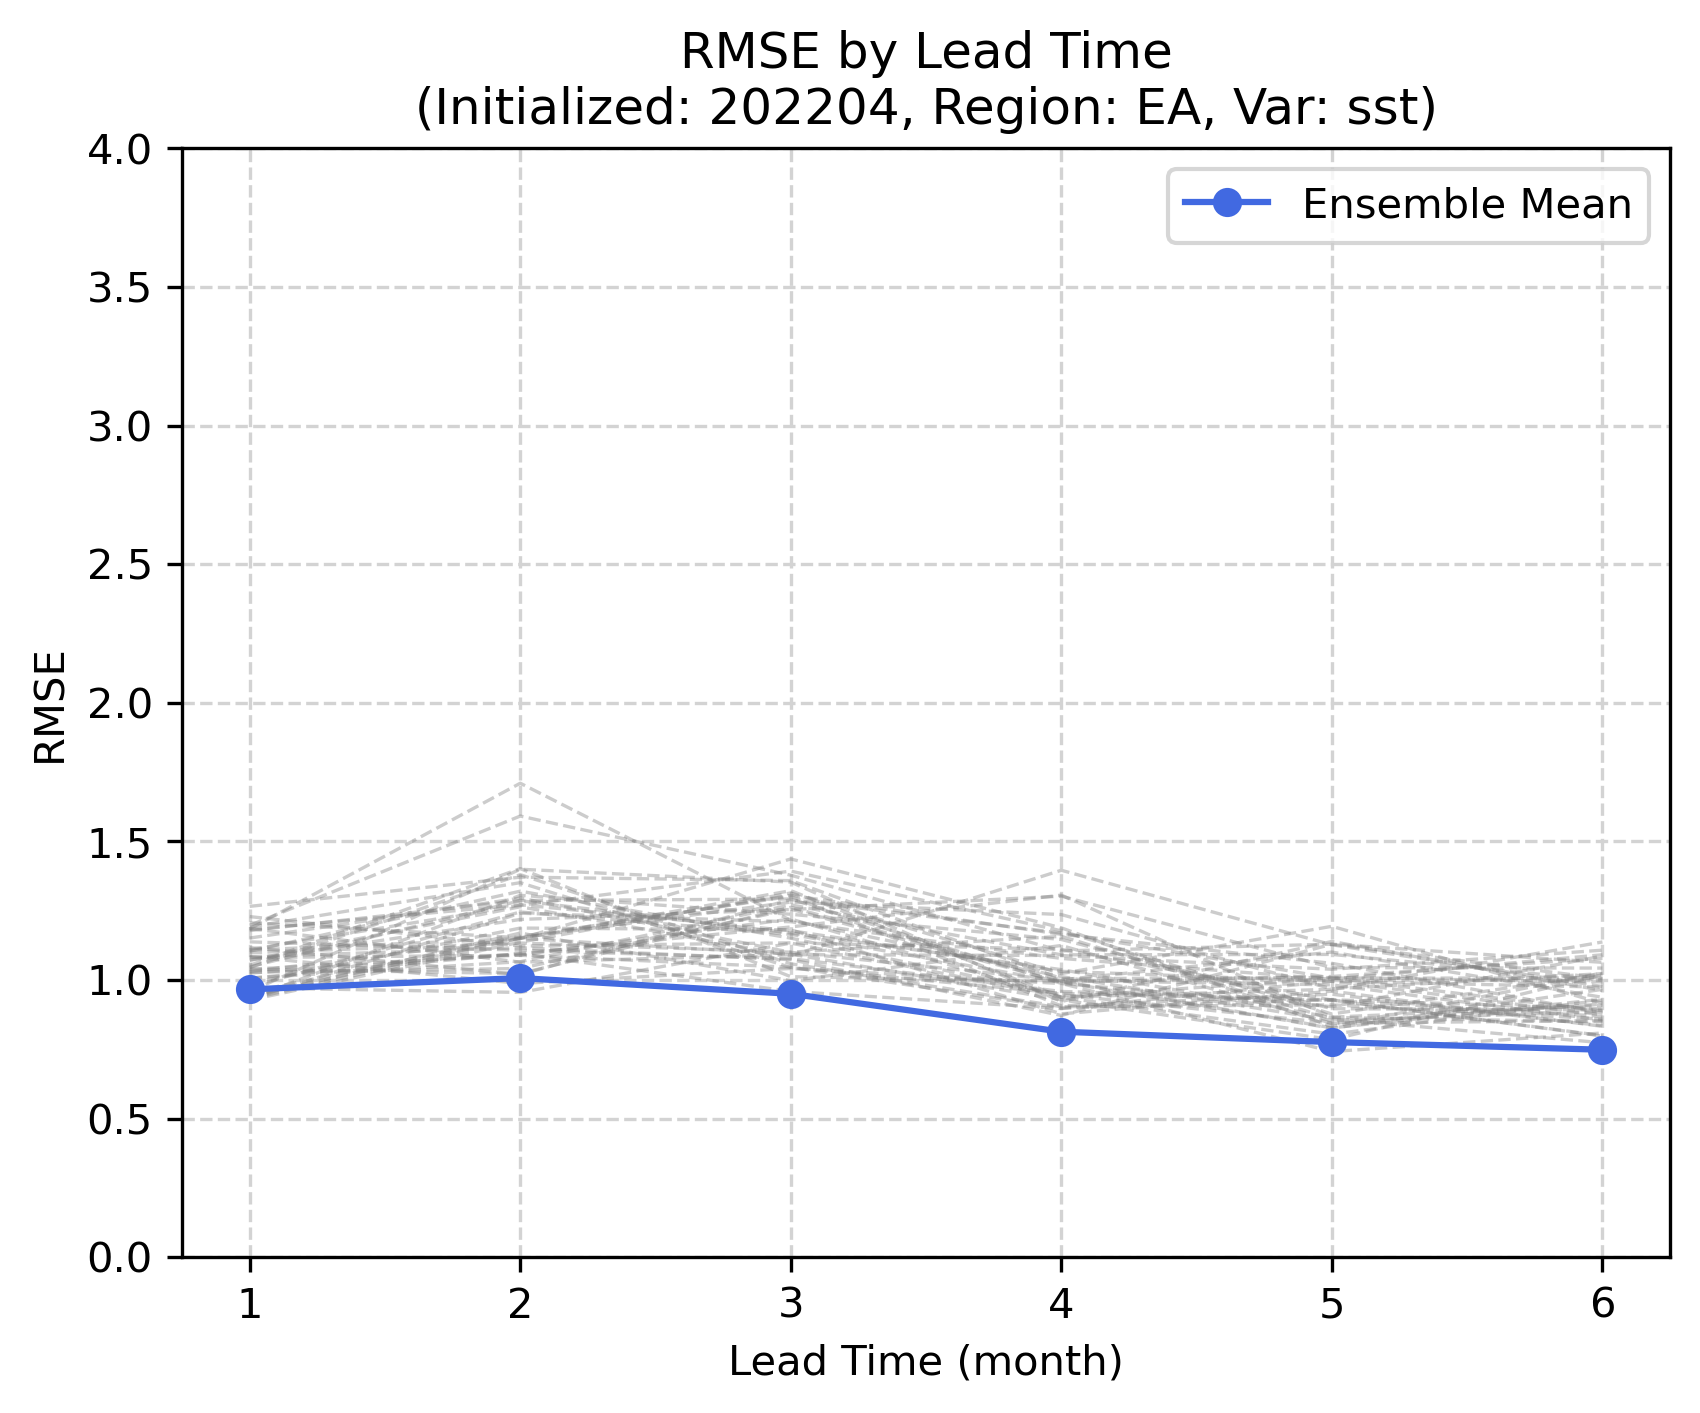 RMSE by Lead Time
(Initialized: 202204, Region: EA, Var: sst)
Ensemble Mean
4.0
3.5
3.0
2.5
2.0
1.5
1.0
0.5
0.0
RMSE
1 2 3 4 5 6
Lead Time (month)